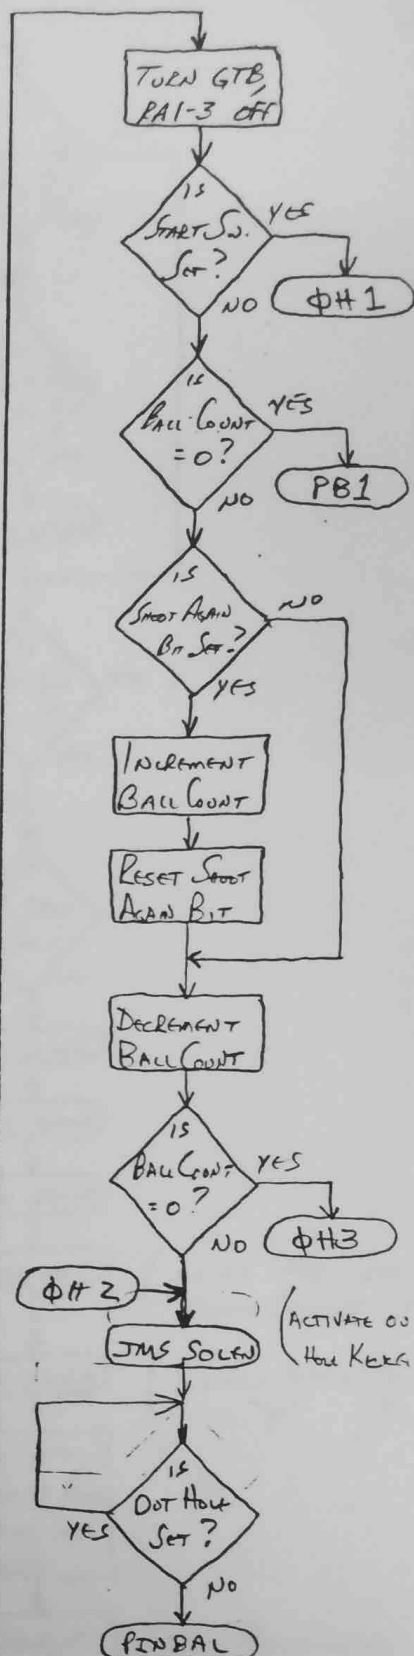 TURN GTB,
PA1-3 OFF
IS
START SW.
SET?
YES
NO
ΦH1
IS
BALL COUNT
= 0?
YES
NO
PB1
IS
SHOOT AGAIN
BIT SET?
NO
YES
INCREMENT
BALL COUNT
RESET SHOOT
AGAIN BIT
DECREMENT
BALL COUNT
IS
BALL COUNT
= 0?
YES
NO
ΦH3
ΦH2
JMS SOLEN
ACTIVATE
HOLE
IS
OUT HOLE
SET?
YES
NO
PINBAL